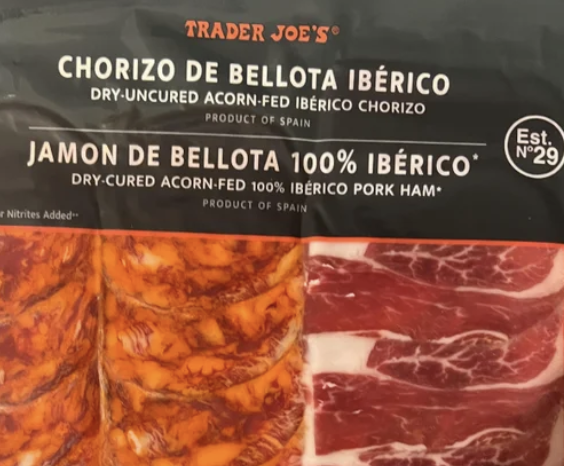 TRADER JOE'S®
CHORIZO DE BELLOTA IBÉRICO
DRY-UNCURED ACORN-FED IBÉRICO CHORIZO
PRODUCT OF SPAIN
JAMON DE BELLOTA 100% IBÉRICO*
DRY-CURED ACORN-FED 100% IBÉRICO PORK HAM*
PRODUCT OF SPAIN
Est.
Nº29
Nitrites Added**